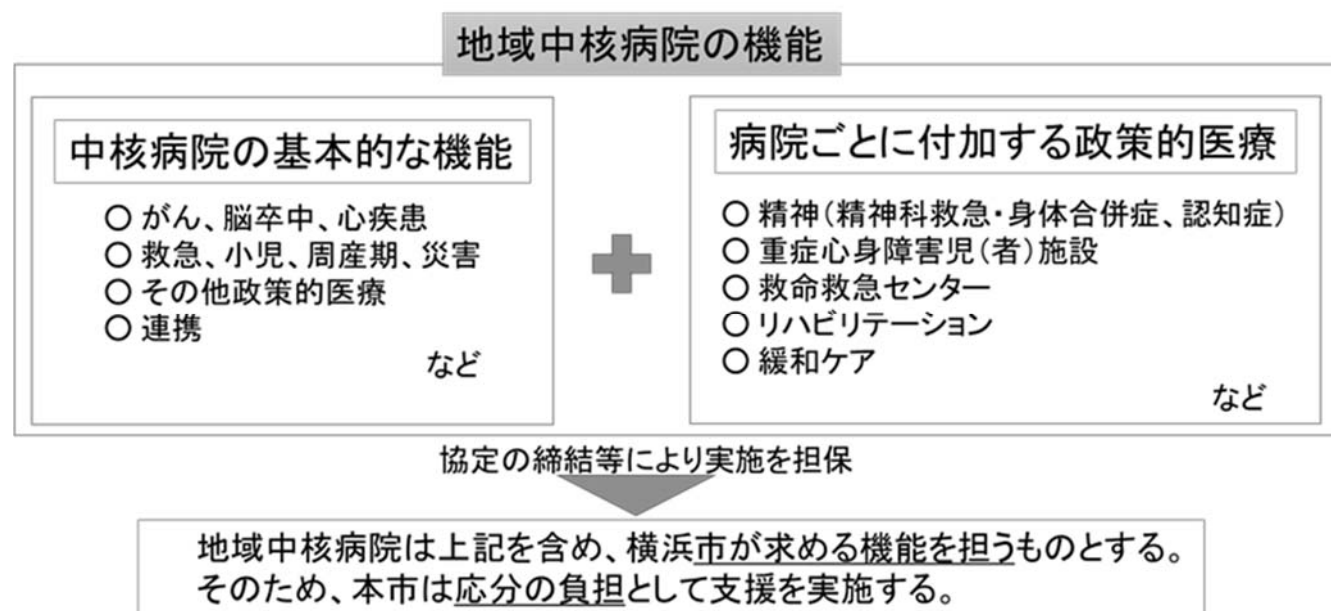 地域中核病院の機能
中核病院の基本的な機能
○ がん、脳卒中、心疾患
○ 救急、小児、周産期、災害
○ その他政策的医療
○ 連携
など
病院ごとに付加する政策的医療
○ 精神(精神科救急・身体合併症、認知症)
○ 重症心身障害児(者)施設
○ 救命救急センター
○ リハビリテーション
○ 緩和ケア
など
協定の締結等により実施を担保
地域中核病院は上記を含め、横浜市が求める機能を担うものとする。
そのため、本市は応分の負担として支援を実施する。